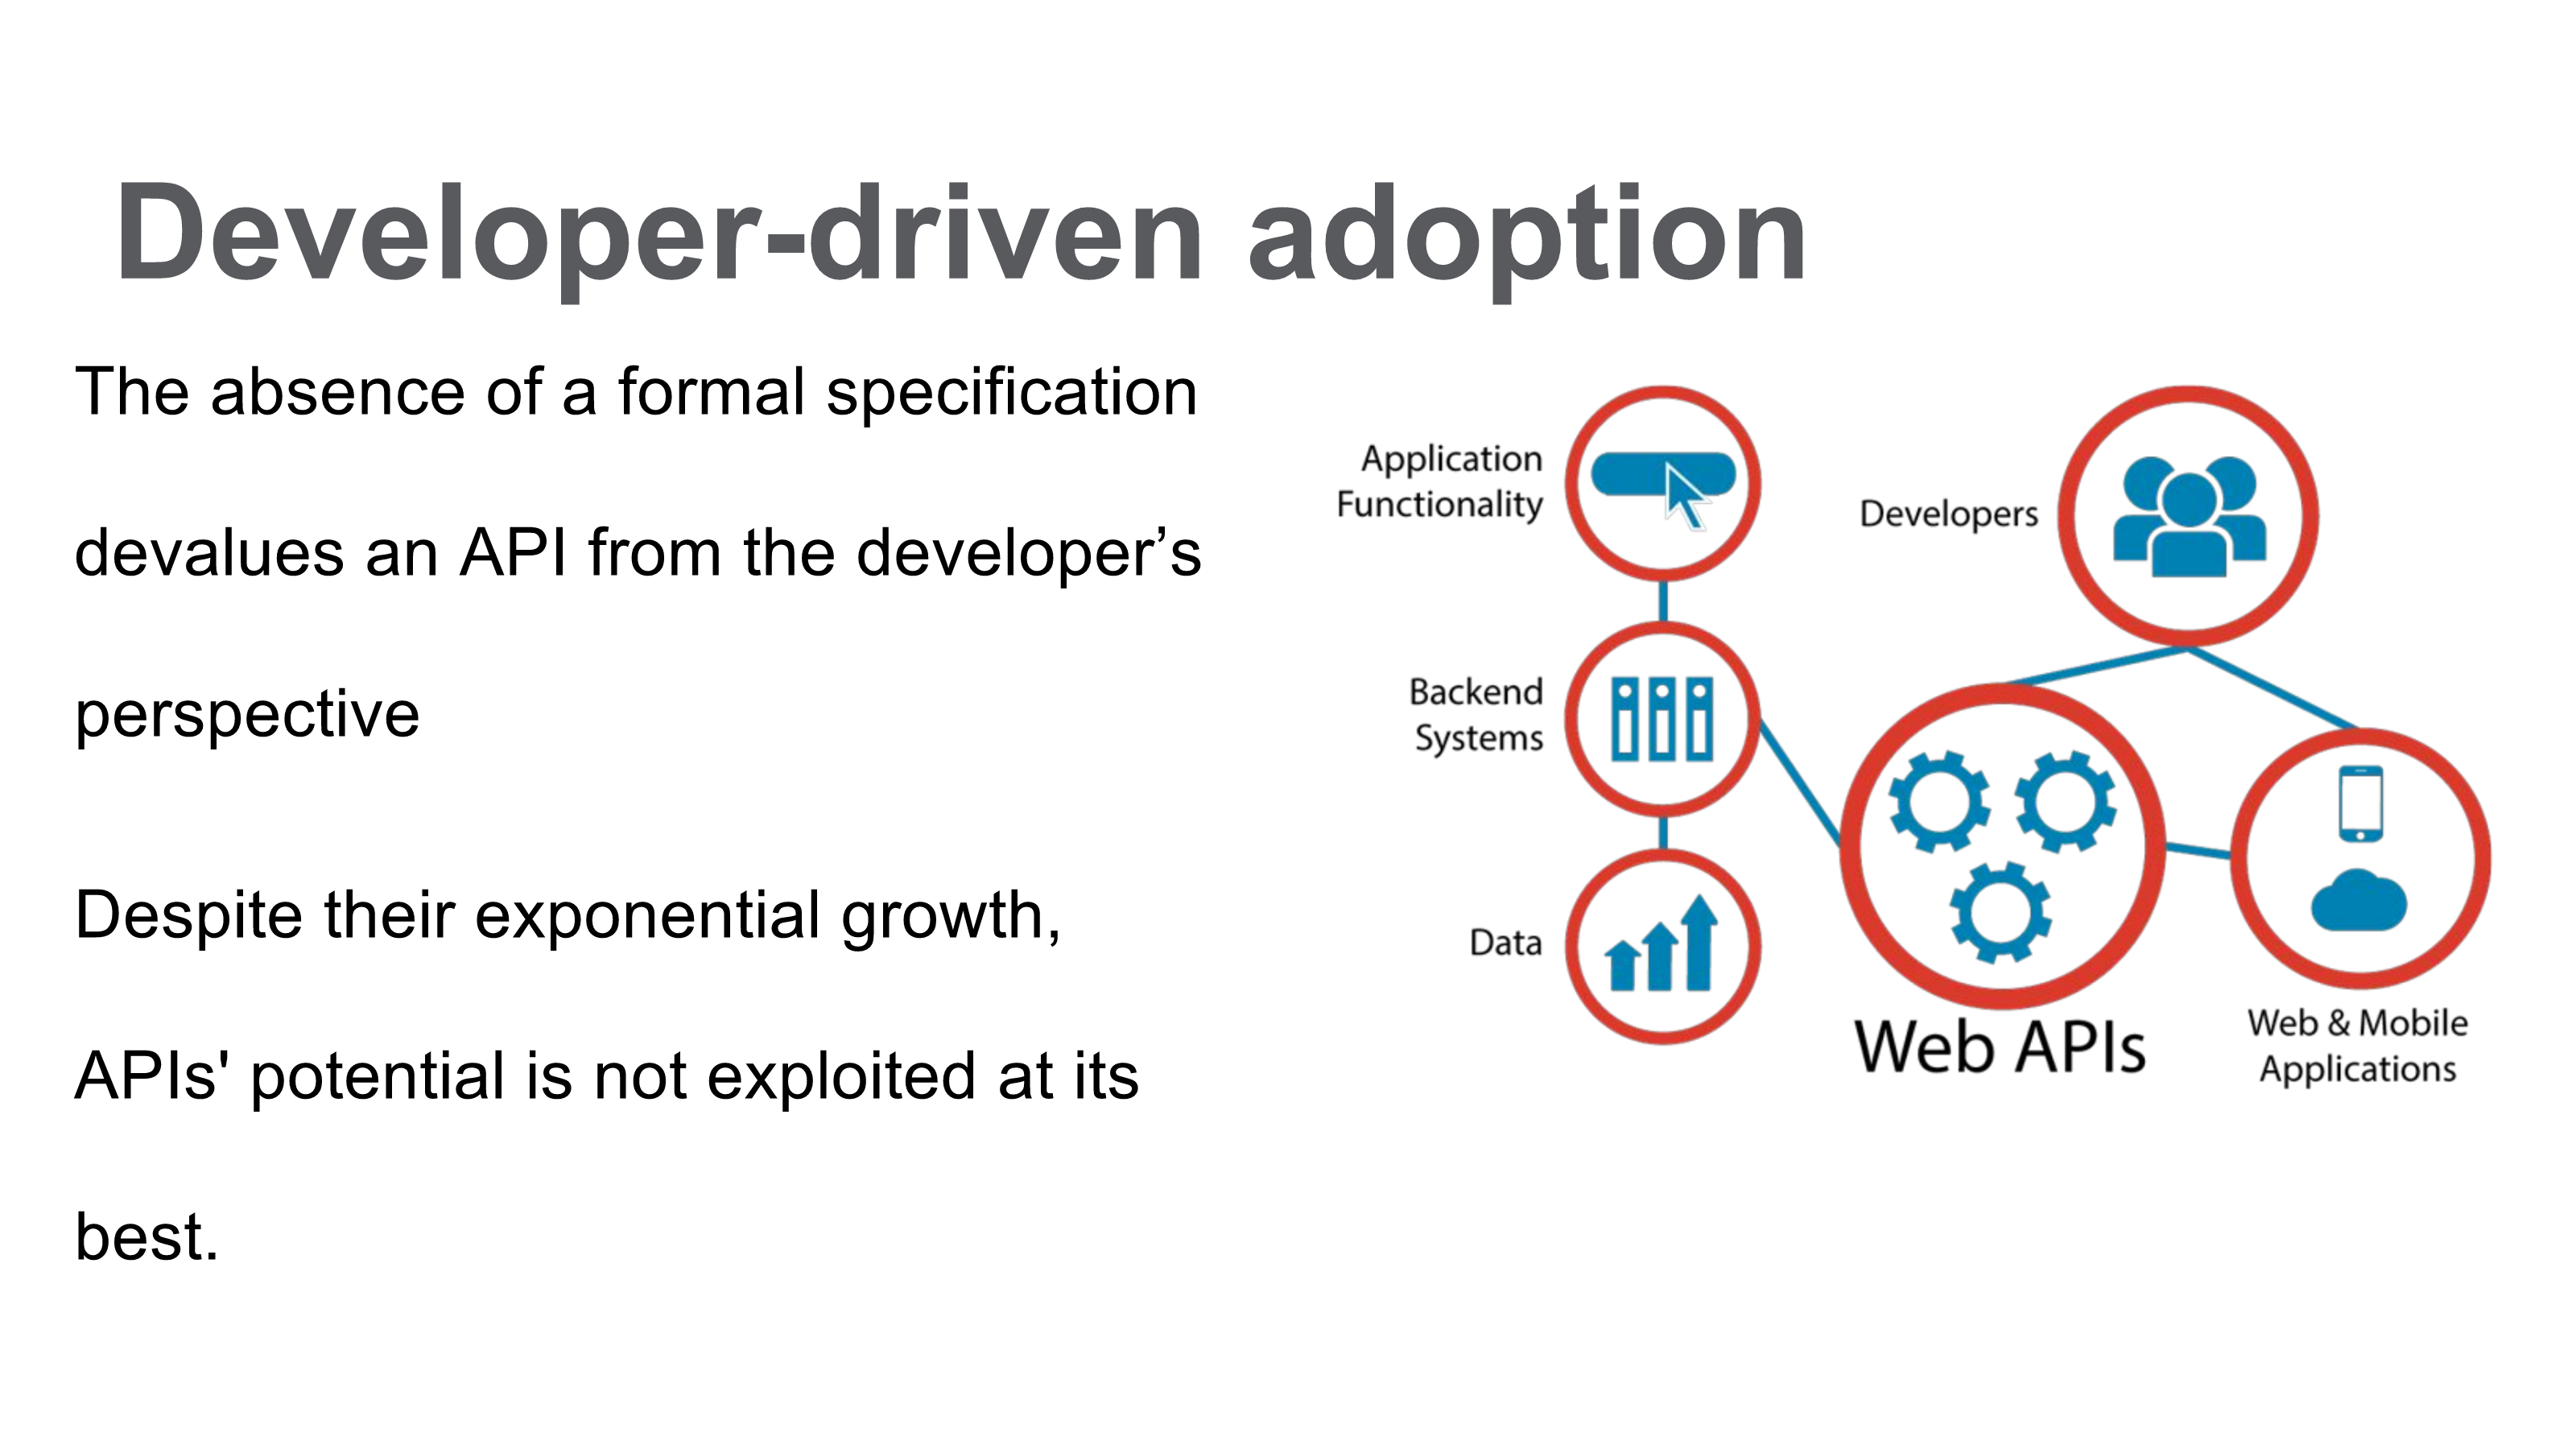 Developer-driven adoption
The absence of a formal specification
devalues an API from the developer’s
perspective
Despite their exponential growth,
APIs' potential is not exploited at its
best.
Application
Functionality
Developers
Backend
Systems
Data
Web APIs
Web & Mobile
Applications